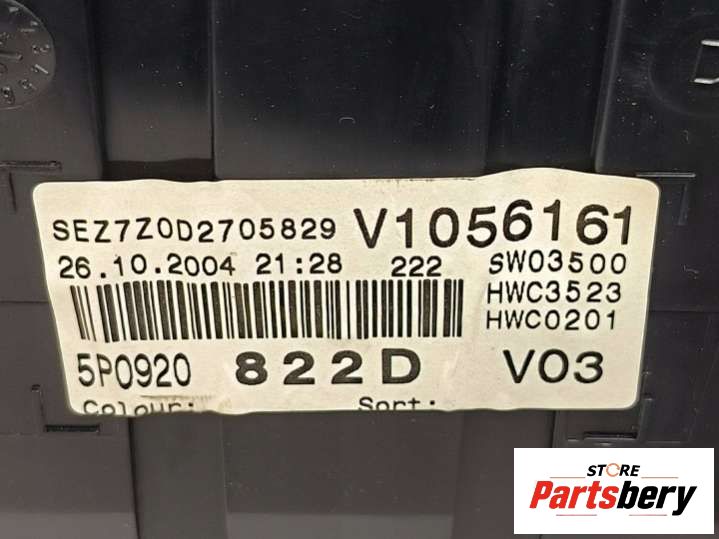 SEZ7Z0D2705829 V1056161
26.10.2004 21:28 222 SW03500
HWC3523
HWC0201
5P0920 822D V03
Colour: Sort:
STORE
Partsbery